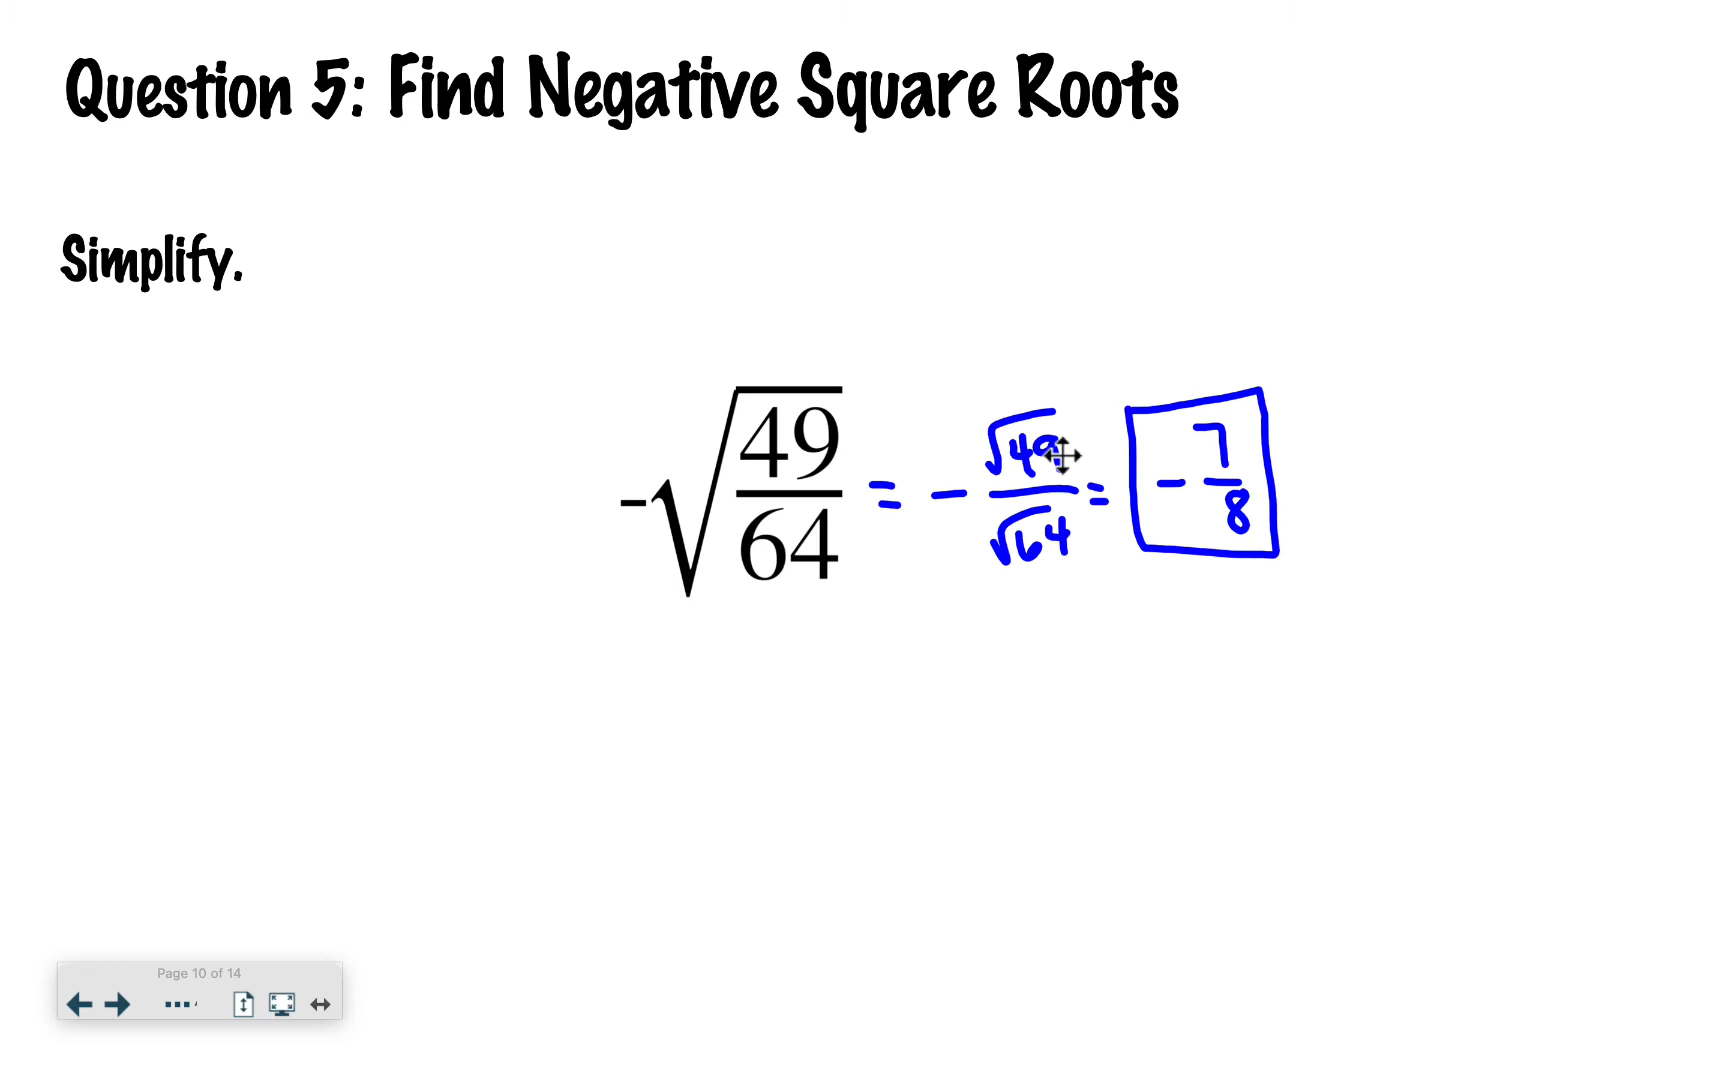 Question 5: Find Negative Square Roots
Simplify.
-√(49/64) = - √49/√64 = - 7/8
Page 10 of 14